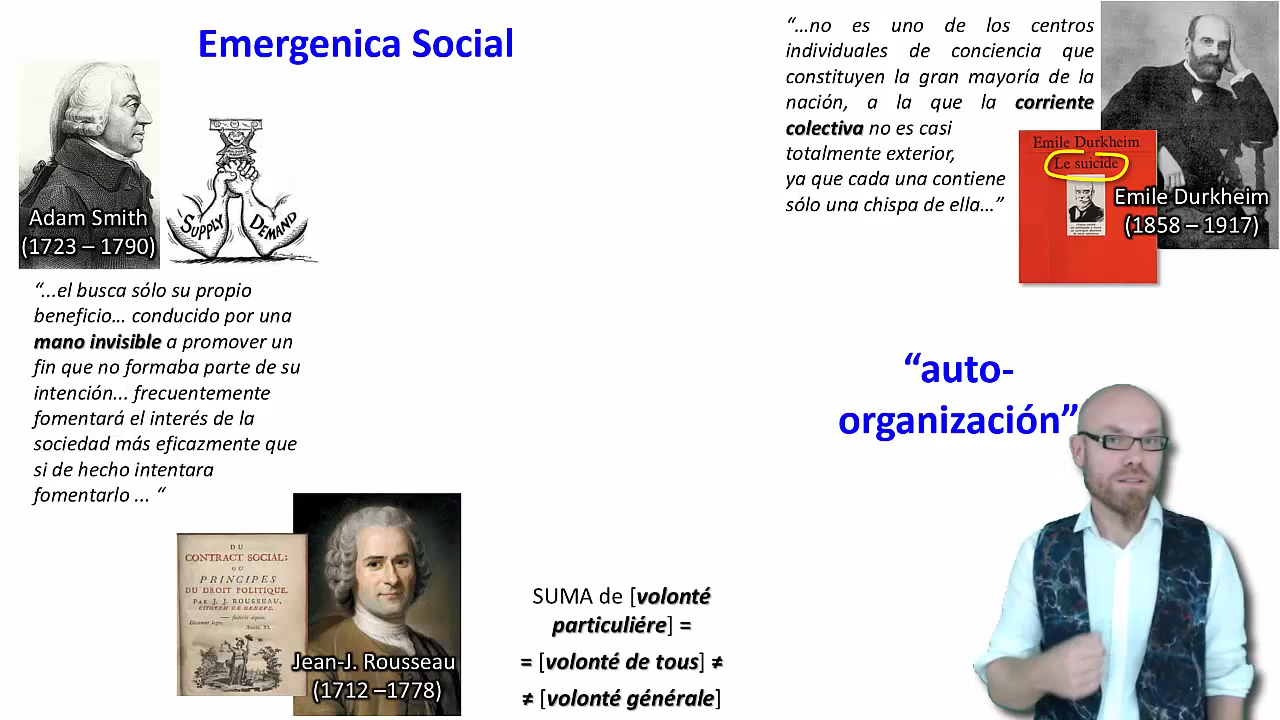 Emergenica Social
Adam Smith
(1723 – 1790)
SUPPLY
DEMAND
“...el busca sólo su propio
beneficio... conducido por una
mano invisible a promover un
fin que no formaba parte de su
intención... frecuentemente
fomentará el interés de la
sociedad más eficazmente que
si de hecho intentara
fomentarlo ... “
DU
CONTRACT SOCIAL:
OU
PRINCIPES
DU DROIT POLITIQUE.
PAR J. J. ROUSSEAU,
CITOYEN DE GENEVE.
Jean-J. Rousseau
(1712 –1778)
SUMA de [volonté
particuliére] =
= [volonté de tous] ≠
≠ [volonté générale]
“...no es uno de los centros
individuales de conciencia que
constituyen la gran mayoría de la
nación, a la que la corriente
colectiva no es casi
totalmente exterior,
ya que cada una contiene
sólo una chispa de ella...”
Emile Durkheim
Le suicide
Emile Durkheim
(1858 – 1917)
“auto-
organización”